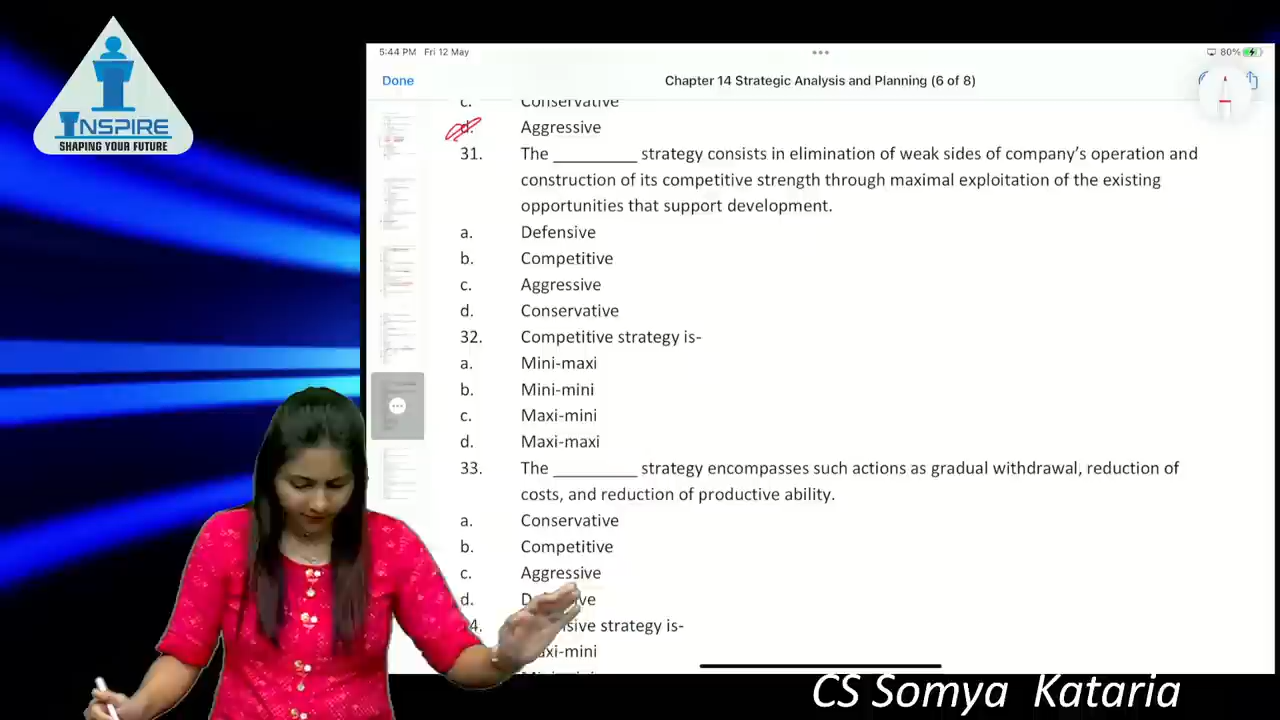 INSPIRE
SHAPING YOUR FUTURE
5:44 PM Fri 12 May
80%
Done
Chapter 14 Strategic Analysis and Planning (6 of 8)
c. Conservative
d. Aggressive
31. The _________ strategy consists in elimination of weak sides of company's operation and
construction of its competitive strength through maximal exploitation of the existing
opportunities that support development.
a. Defensive
b. Competitive
c. Aggressive
d. Conservative
32. Competitive strategy is-
a. Mini-maxi
b. Mini-mini
c. Maxi-mini
d. Maxi-maxi
33. The _________ strategy encompasses such actions as gradual withdrawal, reduction of
costs, and reduction of productive ability.
a. Conservative
b. Competitive
c. Aggressive
d.
strategy is-
CS Somya Kataria